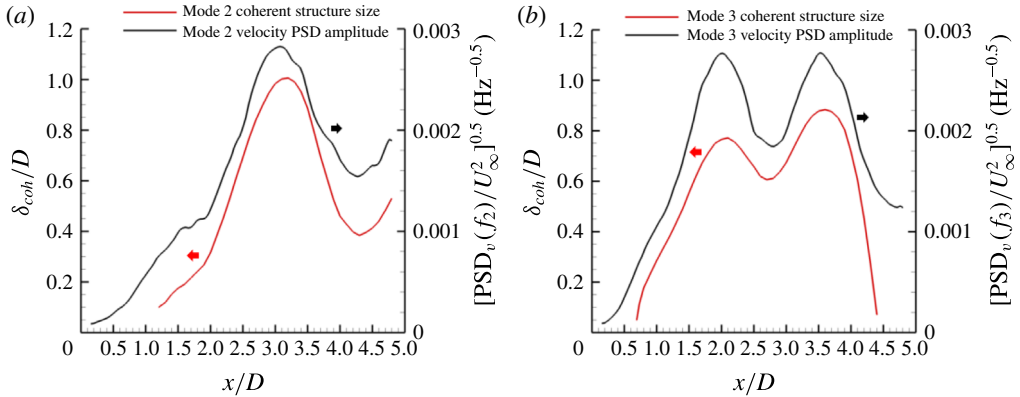 (a)
Mode 2 coherent structure size
Mode 2 velocity PSD amplitude
1.2
1.0
0.8
0.6
0.4
0.2
0
δcoh/D
0.5 1.0 1.5 2.0 2.5 3.0 3.5 4.0 4.5 5.0
x/D
0.003
0.002
0.001
0
[PSDᵥ(f₂)/U²∞]^0.5 (Hz^−0.5)
(b)
Mode 3 coherent structure size
Mode 3 velocity PSD amplitude
1.2
1.0
0.8
0.6
0.4
0.2
0
δcoh/D
0.5 1.0 1.5 2.0 2.5 3.0 3.5 4.0 4.5 5.0
x/D
0.003
0.002
0.001
0
[PSDᵥ(f₃)/U²∞]^0.5 (Hz^−0.5)